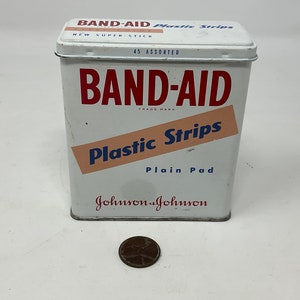 BAND-AID Plastic Strips
NEW SUPER-STICK
45 ASSORTED
BAND-AID
TRADE MARK
Plastic Strips
Plain Pad
Johnson & Johnson